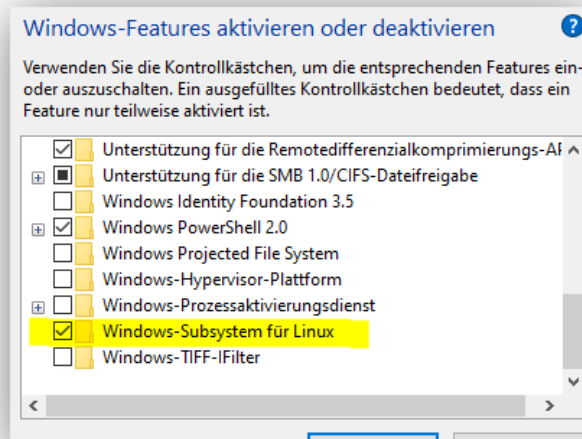 Windows-Features aktivieren oder deaktivieren
?
Verwenden Sie die Kontrollkästchen, um die entsprechenden Features ein-
oder auszuschalten. Ein ausgefülltes Kontrollkästchen bedeutet, dass ein
Feature nur teilweise aktiviert ist.
Unterstützung für die Remotedifferenzialkomprimierungs-AP
Unterstützung für die SMB 1.0/CIFS-Dateifreigabe
Windows Identity Foundation 3.5
Windows PowerShell 2.0
Windows Projected File System
Windows-Hypervisor-Plattform
Windows-Prozessaktivierungsdienst
Windows-Subsystem für Linux
Windows-TIFF-IFilter